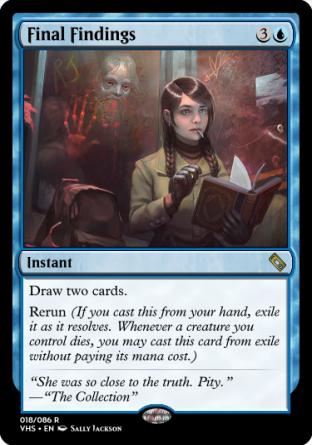 Final Findings 3
Instant
Draw two cards.
Rerun (If you cast this from your hand, exile
it as it resolves. Whenever a creature you
control dies, you may cast this card from exile
without paying its mana cost.)
“She was so close to the truth. Pity.”
—“The Collection”
018/086 R
VHS • EN Sally Jackson